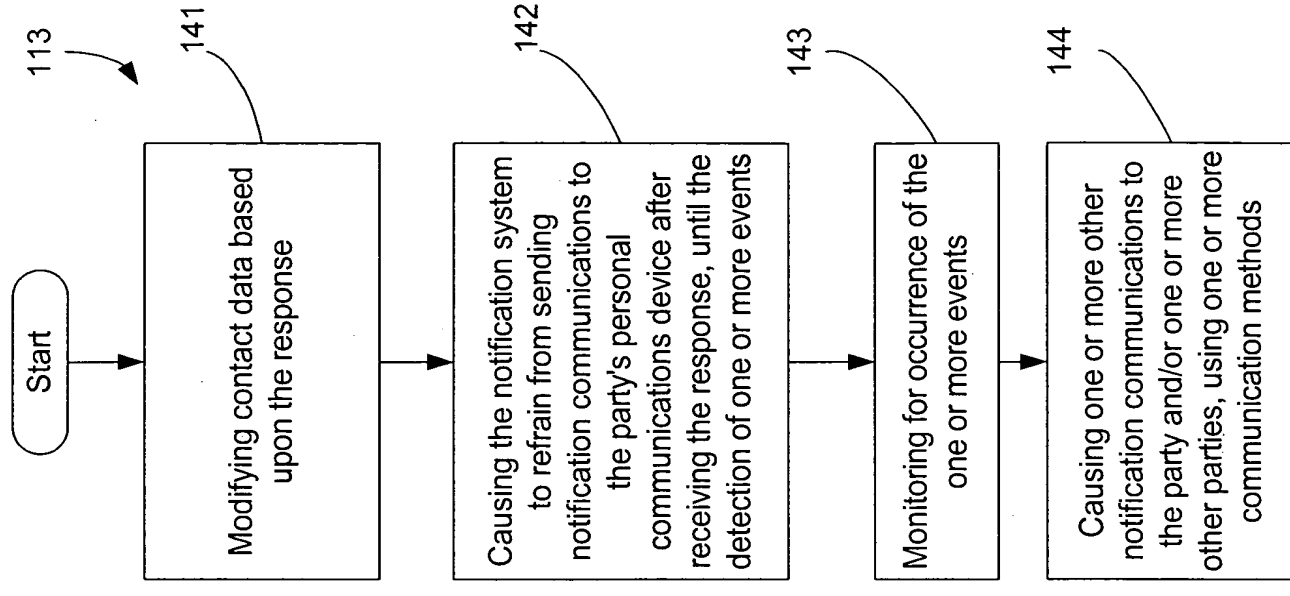 Start
113
Modifying contact data based
upon the response
141
Causing the notification system
to refrain from sending
notification communications to
the party's personal
communications device after
receiving the response, until the
detection of one or more events
142
Monitoring for occurrence of the
one or more events
143
Causing one or more other
notification communications to
the party and/or one or more
other parties, using one or more
communication methods
144